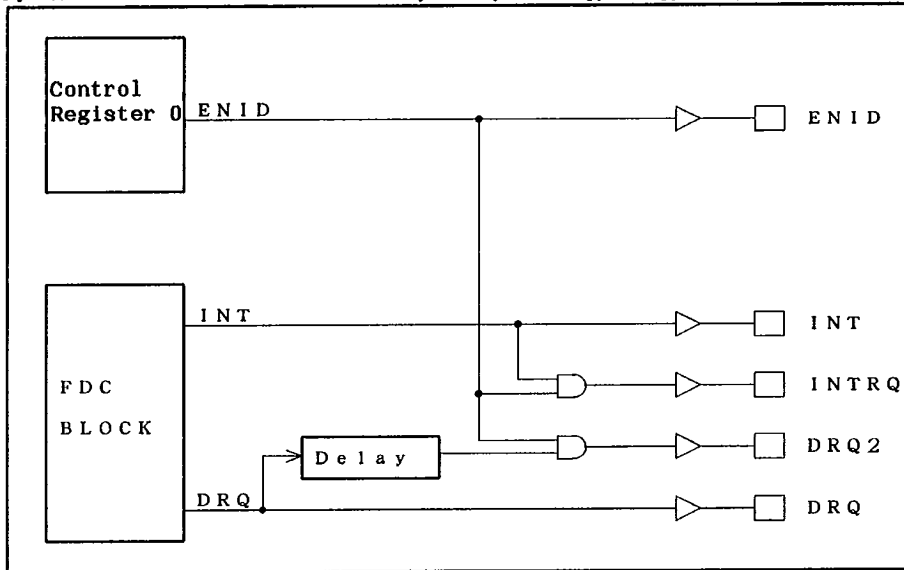 Control
Register 0
ENID
ENID
INT
INT
FDC
BLOCK
INTRQ
Delay
DRQ2
DRQ
DRQ